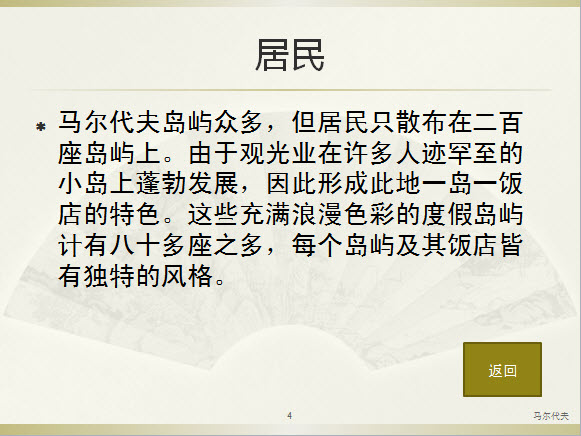 居民
马尔代夫岛屿众多，但居民只散布在二百
座岛屿上。由于观光业在许多人迹罕至的
小岛上蓬勃发展，因此形成此地一岛一饭
店的特色。这些充满浪漫色彩的度假岛屿
计有八十多座之多，每个岛屿及其饭店皆
有独特的风格。
返回
4
马尔代夫